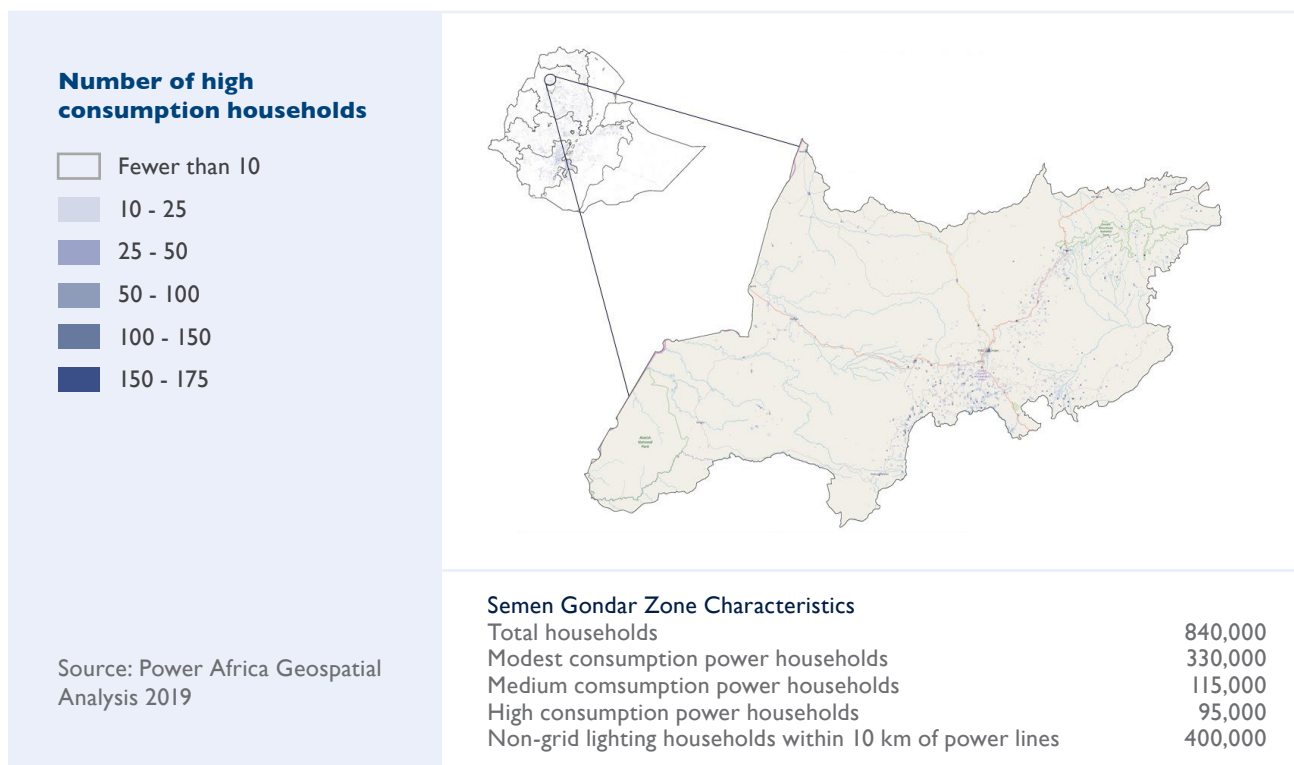 Number of high
consumption households
Fewer than 10
10 - 25
25 - 50
50 - 100
100 - 150
150 - 175
Source: Power Africa Geospatial
Analysis 2019
Semen Gondar Zone Characteristics
Total households 840,000
Modest consumption power households 330,000
Medium comsumption power households 115,000
High consumption power households 95,000
Non-grid lighting households within 10 km of power lines 400,000